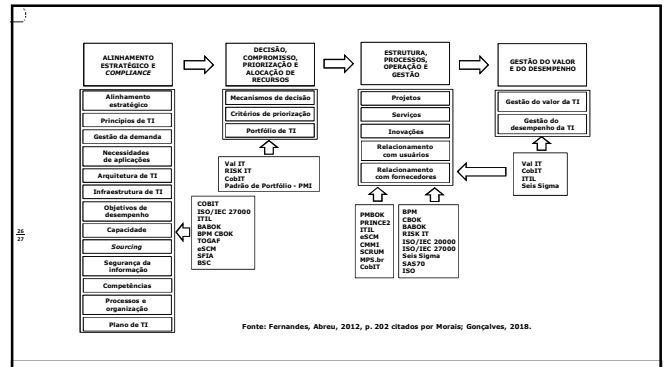 ALINHAMENTO
ESTRATÉGICO E
COMPLIANCE
Alinhamento
estratégico
Princípios de TI
Gestão da demanda
Necessidades
de aplicações
Arquitetura de TI
Infraestrutura de TI
Objetivos de
desempenho
Capacidade
Sourcing
Segurança da
informação
Competências
Processos e
organização
Plano de TI
COBIT
ISO/IEC 27000
ITIL
BABOK
BPM CBOK
TOGAF
eSCM
SFIA
BSC
DECISÃO,
COMPROMISSO,
PRIORIZAÇÃO E
ALOCAÇÃO DE
RECURSOS
Mecanismos de decisão
Critérios de priorização
Portfólio de TI
Val IT
RISK IT
CobIT
Padrão de Portfólio - PMI
ESTRUTURA,
PROCESSOS,
OPERAÇÃO E
GESTÃO
Projetos
Serviços
Inovações
Relacionamento
com usuários
Relacionamento
com fornecedores
PMBOK
PRINCE2
ITIL
eSCM
CMMI
SCRUM
MPS.br
CobIT
BPM
CBOK
BABOK
RISK IT
ISO/IEC 20000
ISO/IEC 27000
Seis Sigma
SAS70
ISO
GESTÃO DO VALOR
E DO DESEMPENHO
Gestão do valor da TI
Gestão do
desempenho da TI
Val IT
CobIT
ITIL
Seis Sigma
26
27
Fonte: Fernandes, Abreu, 2012, p. 202 citados por Morais; Gonçalves, 2018.